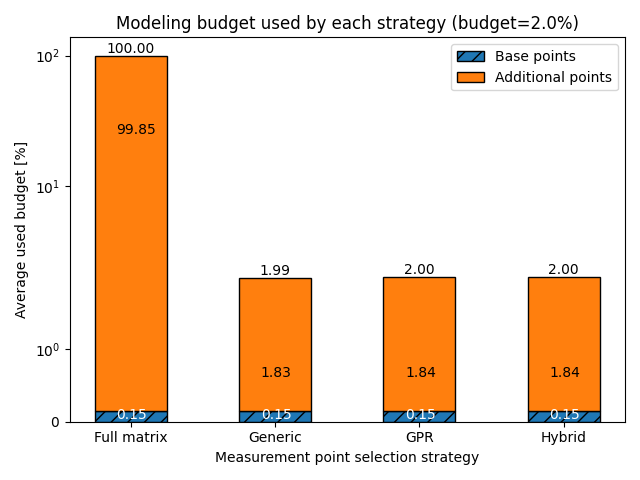 Modeling budget used by each strategy (budget=2.0%)
Base points
Additional points
Average used budget [%]
10²
10¹
10⁰
0
100.00
99.85
0.15
1.99
1.83
0.15
2.00
1.84
0.15
2.00
1.84
0.15
Full matrix
Generic
GPR
Hybrid
Measurement point selection strategy